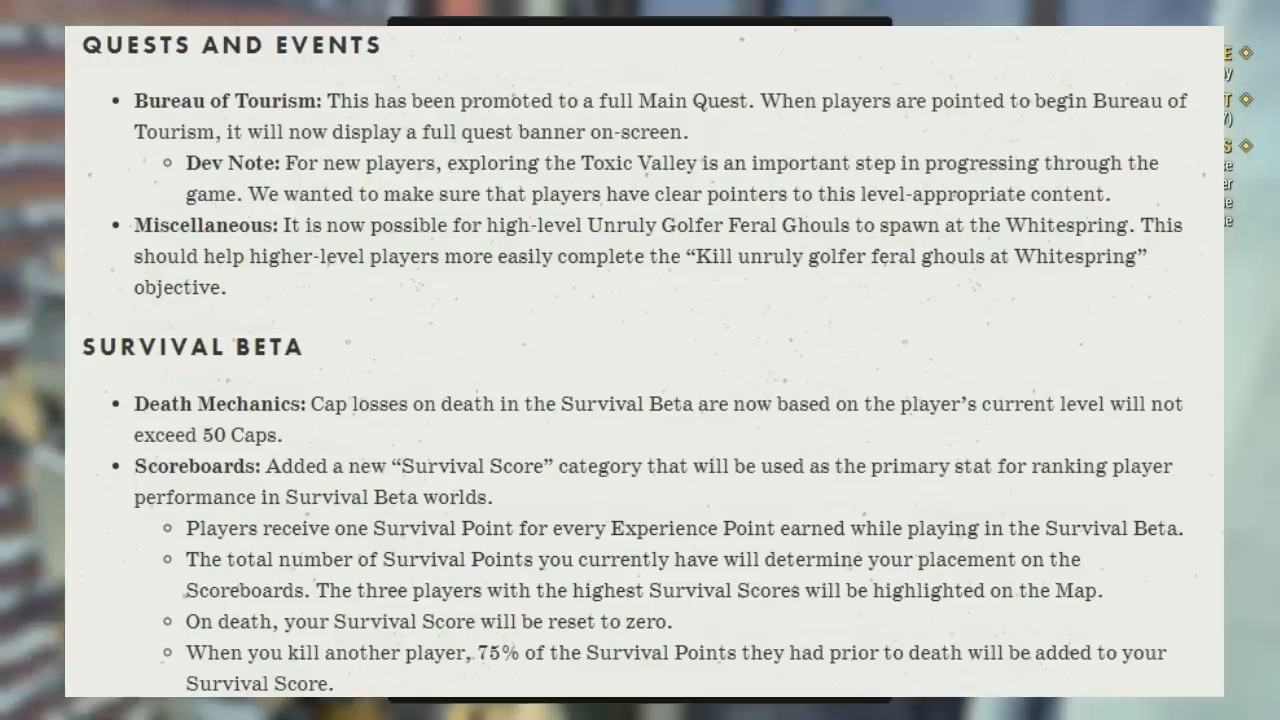 QUESTS AND EVENTS
• Bureau of Tourism: This has been promoted to a full Main Quest. When players are pointed to begin Bureau of
Tourism, it will now display a full quest banner on-screen.
◦ Dev Note: For new players, exploring the Toxic Valley is an important step in progressing through the
game. We wanted to make sure that players have clear pointers to this level-appropriate content.
• Miscellaneous: It is now possible for high-level Unruly Golfer Feral Ghouls to spawn at the Whitespring. This
should help higher-level players more easily complete the “Kill unruly golfer feral ghouls at Whitespring”
objective.
SURVIVAL BETA
• Death Mechanics: Cap losses on death in the Survival Beta are now based on the player’s current level will not
exceed 50 Caps.
• Scoreboards: Added a new “Survival Score” category that will be used as the primary stat for ranking player
performance in Survival Beta worlds.
◦ Players receive one Survival Point for every Experience Point earned while playing in the Survival Beta.
◦ The total number of Survival Points you currently have will determine your placement on the
Scoreboards. The three players with the highest Survival Scores will be highlighted on the Map.
◦ On death, your Survival Score will be reset to zero.
◦ When you kill another player, 75% of the Survival Points they had prior to death will be added to your
Survival Score.